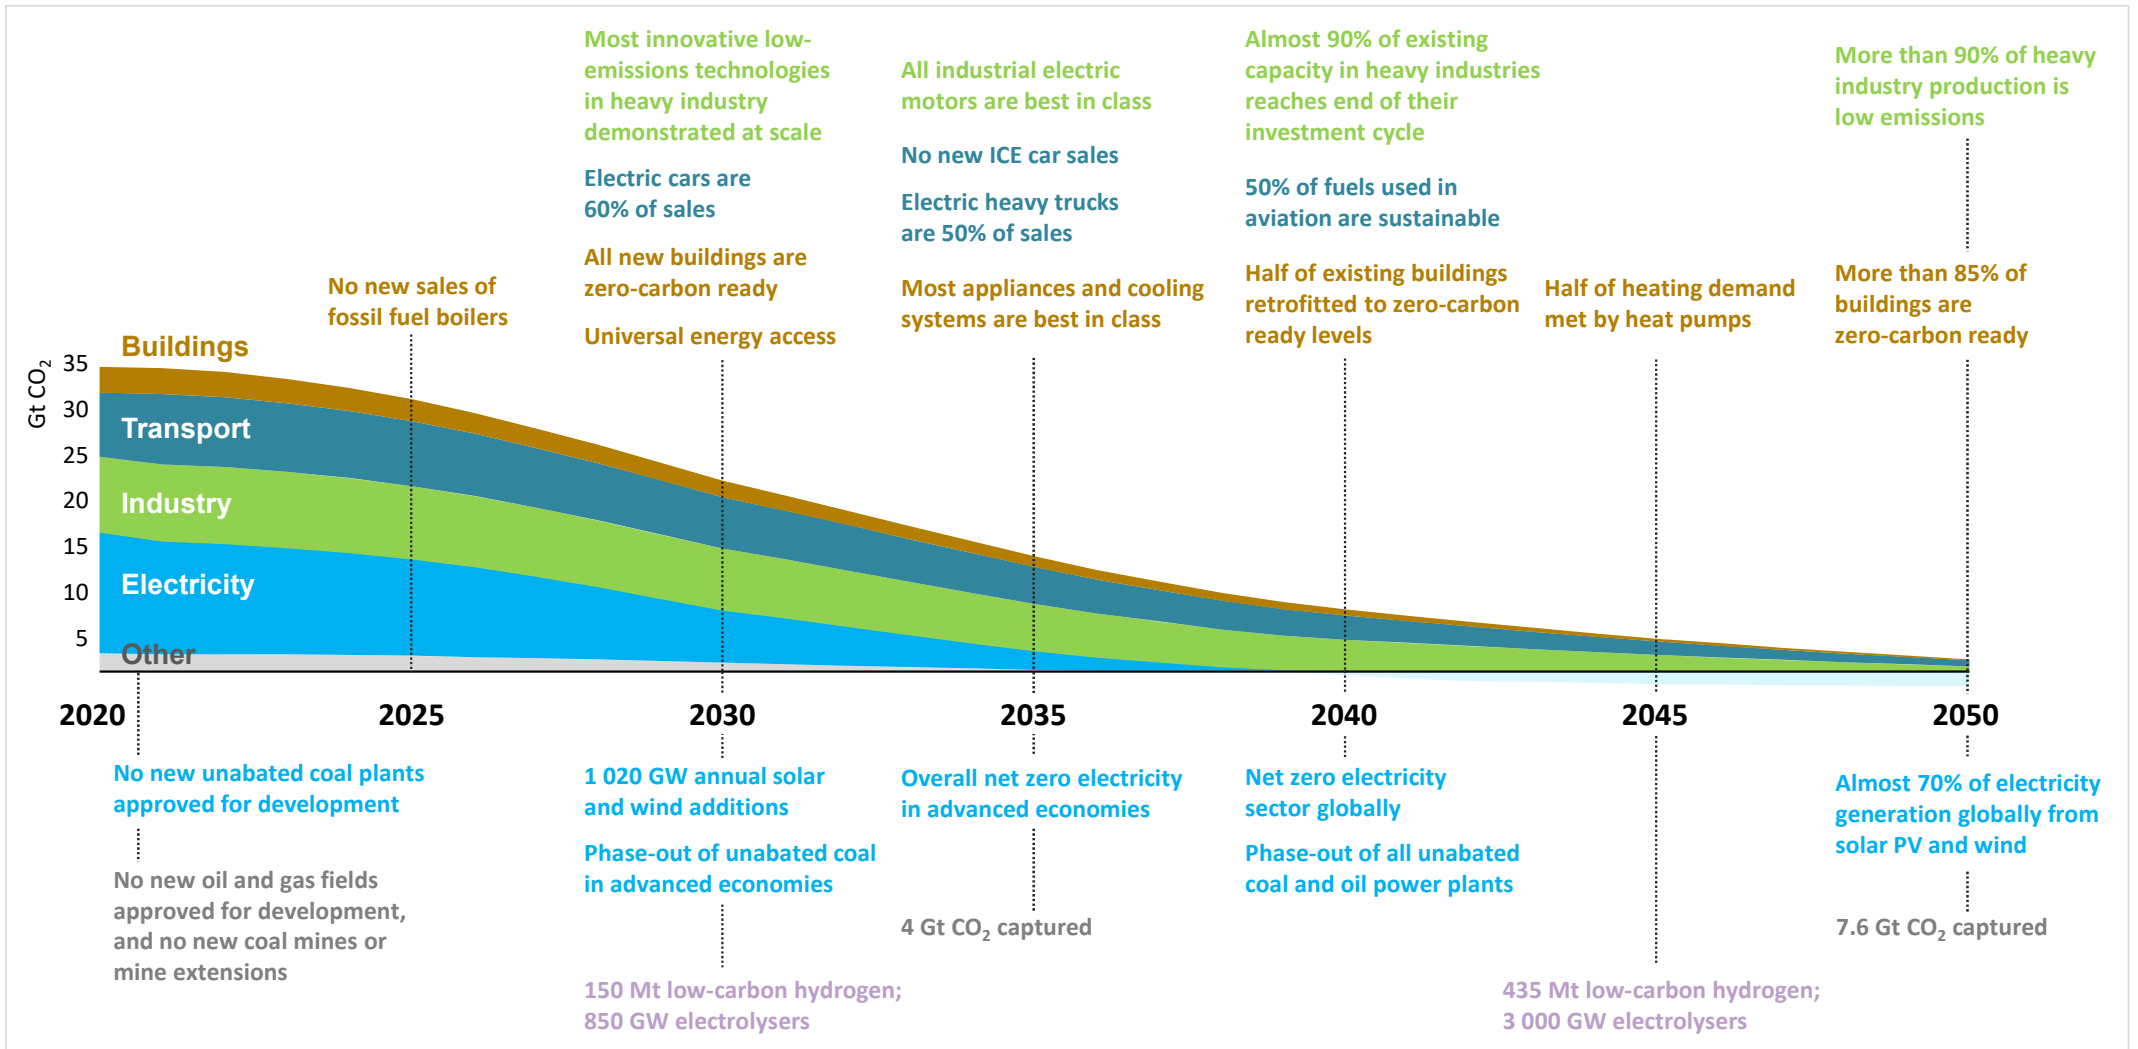 Most innovative low-
emissions technologies
in heavy industry
demonstrated at scale
Electric cars are
60% of sales
All new buildings are
zero-carbon ready
Universal energy access
All industrial electric
motors are best in class
No new ICE car sales
Electric heavy trucks
are 50% of sales
Most appliances and cooling
systems are best in class
Almost 90% of existing
capacity in heavy industries
reaches end of their
investment cycle
50% of fuels used in
aviation are sustainable
Half of existing buildings
retrofitted to zero-carbon
ready levels
Half of heating demand
met by heat pumps
More than 90% of heavy
industry production is
low emissions
More than 85% of
buildings are
zero-carbon ready
No new sales of
fossil fuel boilers
Gt CO₂
35
30
25
20
15
10
5
Buildings
Transport
Industry
Electricity
Other
2020
2025
2030
2035
2040
2045
2050
No new unabated coal plants
approved for development
No new oil and gas fields
approved for development,
and no new coal mines or
mine extensions
1 020 GW annual solar
and wind additions
Phase-out of unabated coal
in advanced economies
150 Mt low-carbon hydrogen;
850 GW electrolysers
Overall net zero electricity
in advanced economies
4 Gt CO₂ captured
Net zero electricity
sector globally
Phase-out of all unabated
coal and oil power plants
435 Mt low-carbon hydrogen;
3 000 GW electrolysers
Almost 70% of electricity
generation globally from
solar PV and wind
7.6 Gt CO₂ captured